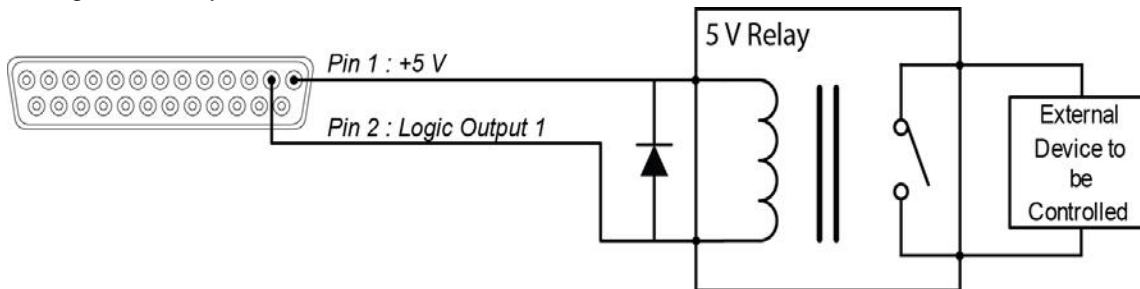 5 V Relay
Pin 1 : +5 V
Pin 2 : Logic Output 1
External
Device to
be
Controlled